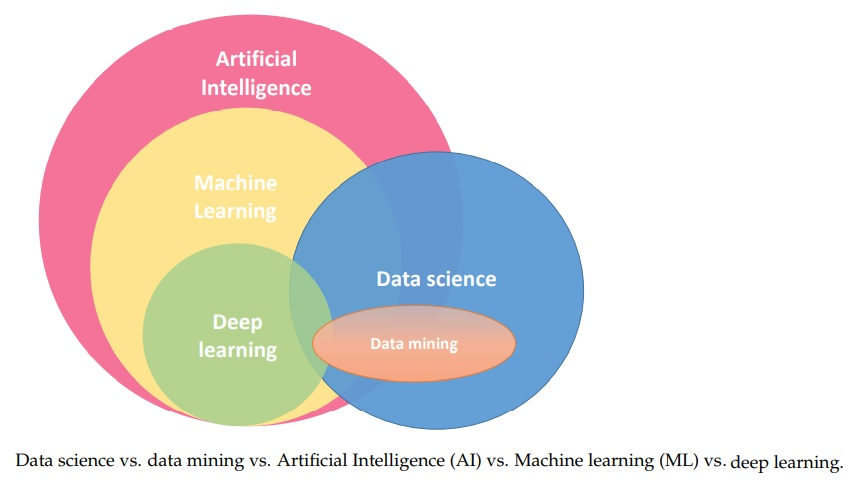 Artificial
Intelligence
Machine
Learning
Data science
Deep
learning
Data mining
Data science vs. data mining vs. Artificial Intelligence (AI) vs. Machine learning (ML) vs. deep learning.